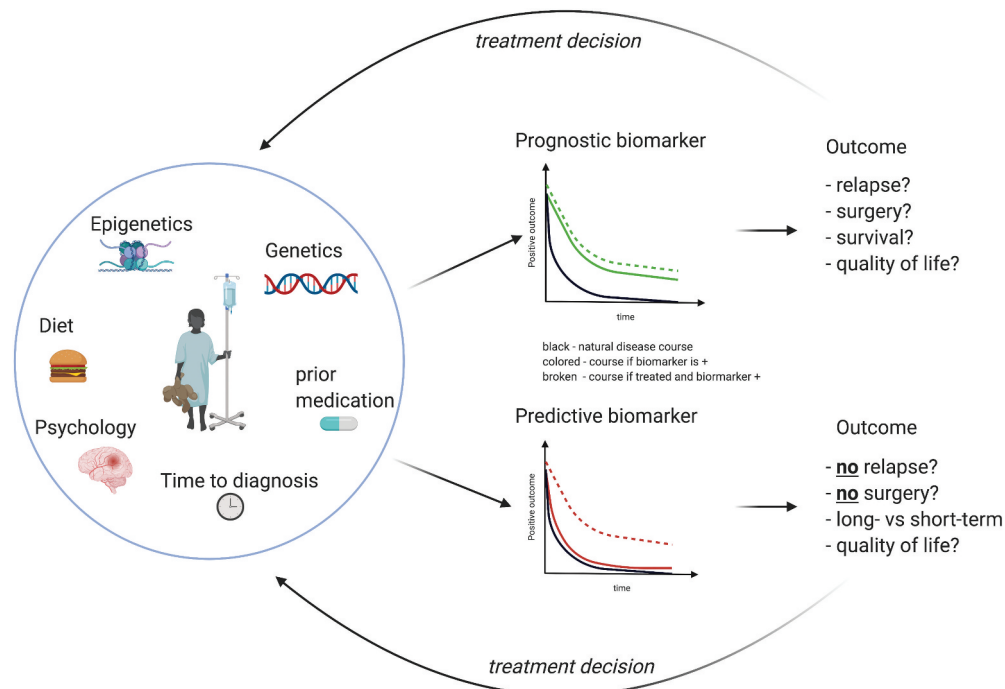 treatment decision
Epigenetics
Genetics
Diet
prior
medication
Psychology
Time to diagnosis
Prognostic biomarker
Positive outcome
time
black - natural disease course
colored - course if biomarker is +
broken - course if treated and biormarker +
Outcome
- relapse?
- surgery?
- survival?
- quality of life?
Predictive biomarker
Positive outcome
time
Outcome
- no relapse?
- no surgery?
- long- vs short-term
- quality of life?
treatment decision